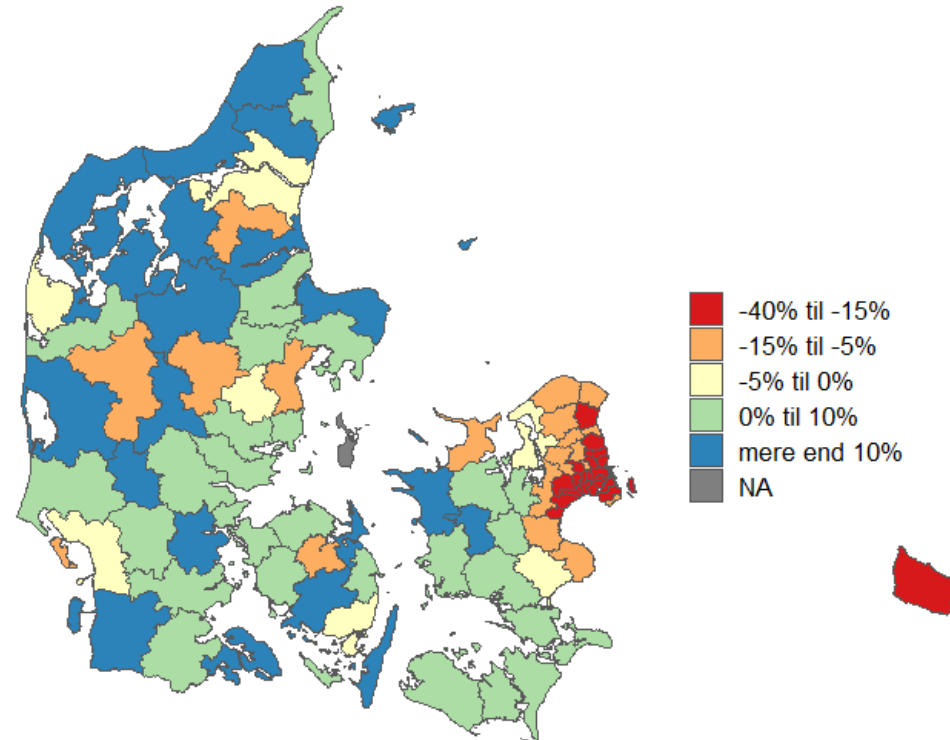 -40% til -15%
-15% til -5%
-5% til 0%
0% til 10%
mere end 10%
NA